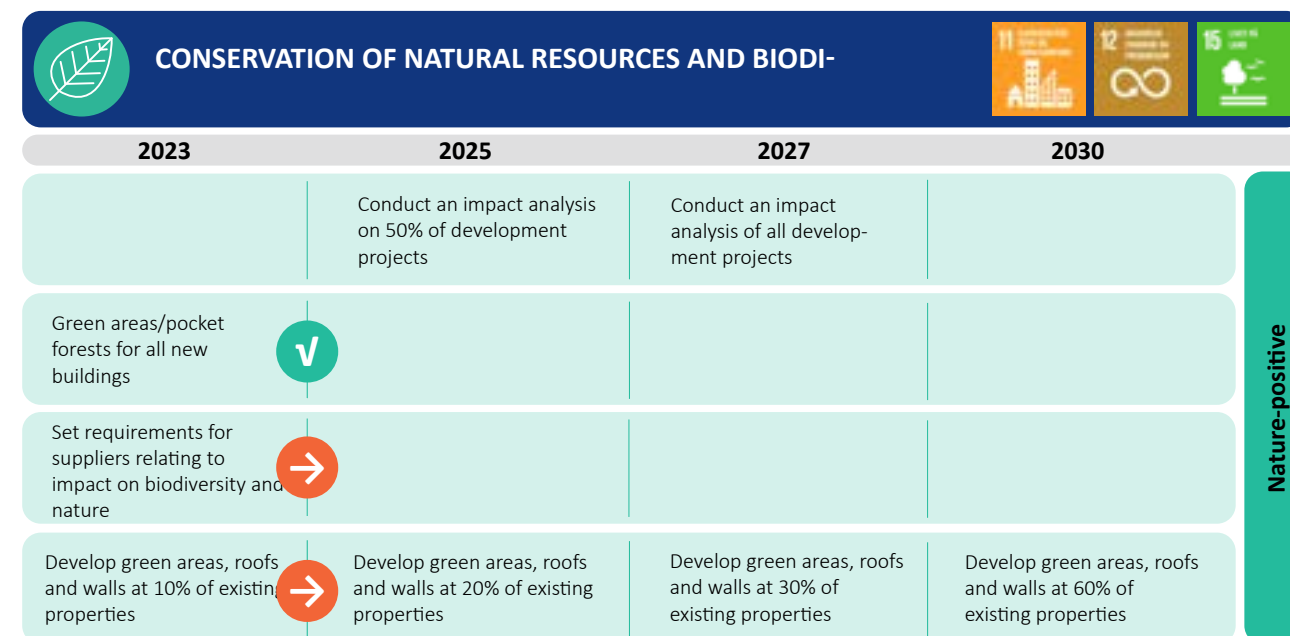 CONSERVATION OF NATURAL RESOURCES AND BIODI-
11
12
15
2023 2025 2027 2030
Conduct an impact analysis
on 50% of development
projects
Conduct an impact
analysis of all develop-
ment projects
Green areas/pocket
forests for all new
buildings
√
Set requirements for
suppliers relating to
impact on biodiversity and
nature
Develop green areas, roofs
and walls at 10% of existing
properties
Develop green areas, roofs
and walls at 20% of existing
properties
Develop green areas, roofs
and walls at 30% of
existing properties
Develop green areas, roofs
and walls at 60% of
existing properties
Nature-positive